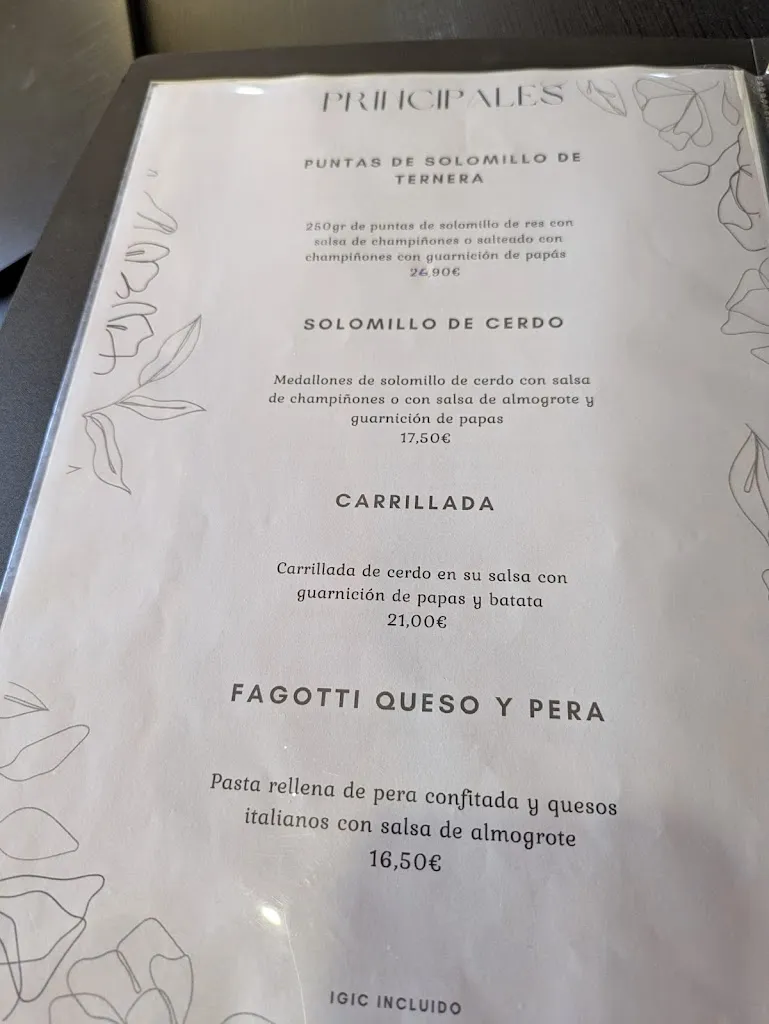 PRINCIPALES
PUNTAS DE SOLOMILLO DE
TERNERA
250gr de puntas de solomillo de res con
salsa de champiñones o salteado con
champiñones con guarnición de papás
26,90€
SOLOMILLO DE CERDO
Medallones de solomillo de cerdo con salsa
de champiñones o con salsa de almogrote y
guarnición de papas
17,50€
CARRILLADA
Carrillada de cerdo en su salsa con
guarnición de papas y batata
21,00€
FAGOTTI QUESO Y PERA
Pasta rellena de pera confitada y quesos
italianos con salsa de almogrote
16,50€
IGIC INCLUIDO